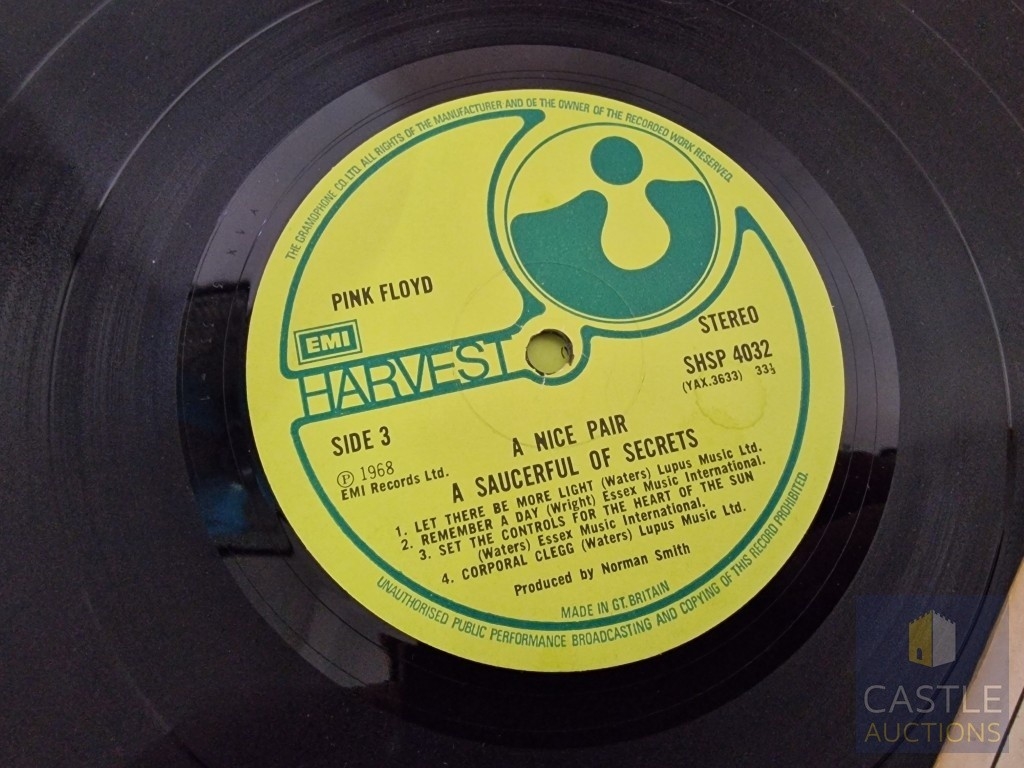 THE GRAMOPHONE CO. LTD. ALL RIGHTS OF THE MANUFACTURER AND OF THE OWNER OF THE RECORDED WORK RESERVED.
PINK FLOYD
EMI
HARVEST
STEREO
SHSP 4032
(YAX.3633) 33⅓
SIDE 3
℗ 1968
EMI Records Ltd.
A NICE PAIR
A SAUCERFUL OF SECRETS
1. LET THERE BE MORE LIGHT (Waters) Lupus Music Ltd.
2. REMEMBER A DAY (Wright) Essex Music International.
3. SET THE CONTROLS FOR THE HEART OF THE SUN
(Waters) Essex Music International.
4. CORPORAL CLEGG (Waters) Lupus Music Ltd.
Produced by Norman Smith
MADE IN GT. BRITAIN
UNAUTHORISED PUBLIC PERFORMANCE BROADCASTING AND COPYING OF THIS RECORD PROHIBITED.
CASTLE
AUCTIONS